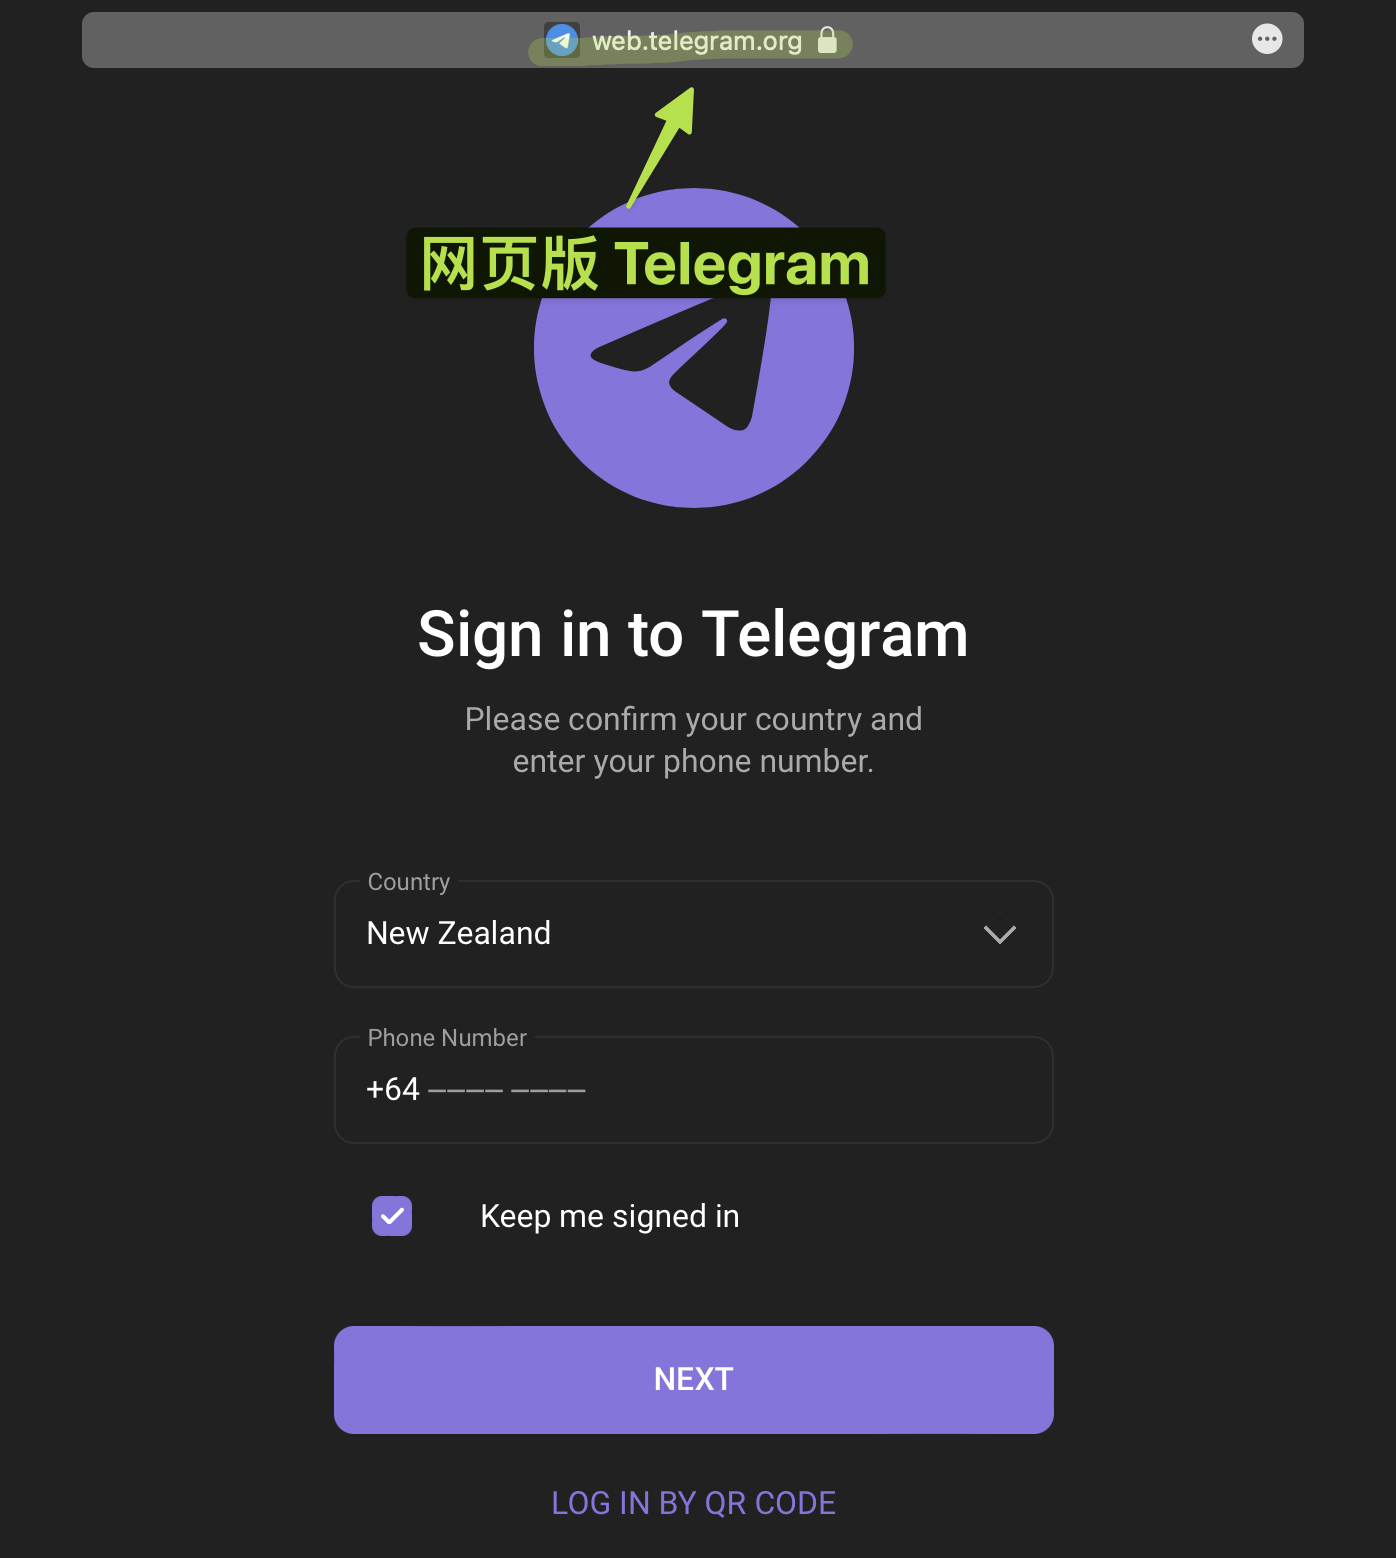 web.telegram.org
网页版 Telegram
Sign in to Telegram
Please confirm your country and
enter your phone number.
Country
New Zealand
Phone Number
+64 –––– ––––
Keep me signed in
NEXT
LOG IN BY QR CODE